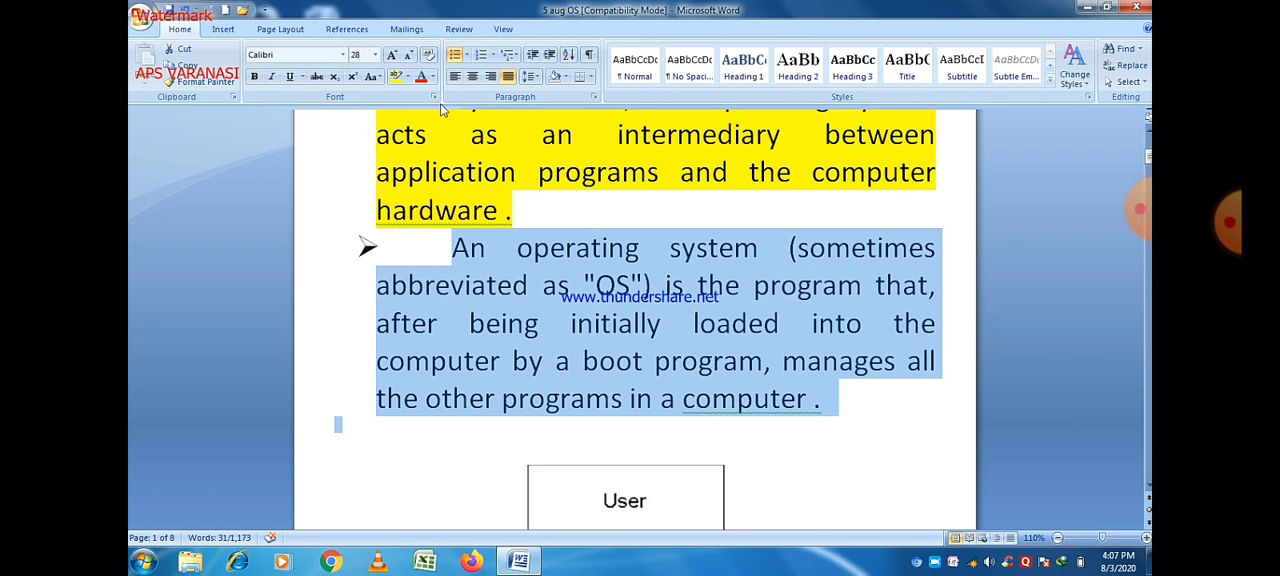 Watermark
5 aug OS [Compatibility Mode] - Microsoft Word
Home Insert Page Layout References Mailings Review View
Cut
Copy
Format Painter
APS VARANASI
Clipboard
Calibri 28
Font
Paragraph
AaBbCcDc AaBbCcDc AaBbC AaBb AaBbCc AaBb( AaBbCcI AaBbCcDc
¶ Normal ¶ No Spaci... Heading 1 Heading 2 Heading 3 Title Subtitle Subtle Em...
Change
Styles
Styles
Find
Replace
Select
Editing
acts as an intermediary between
application programs and the computer
hardware .
➢ An operating system (sometimes
abbreviated as "OS") is the program that,
www.thundershare.net
after being initially loaded into the
computer by a boot program, manages all
the other programs in a computer .
User
Page: 1 of 8 Words: 31/1,173
110%
4:07 PM
8/3/2020